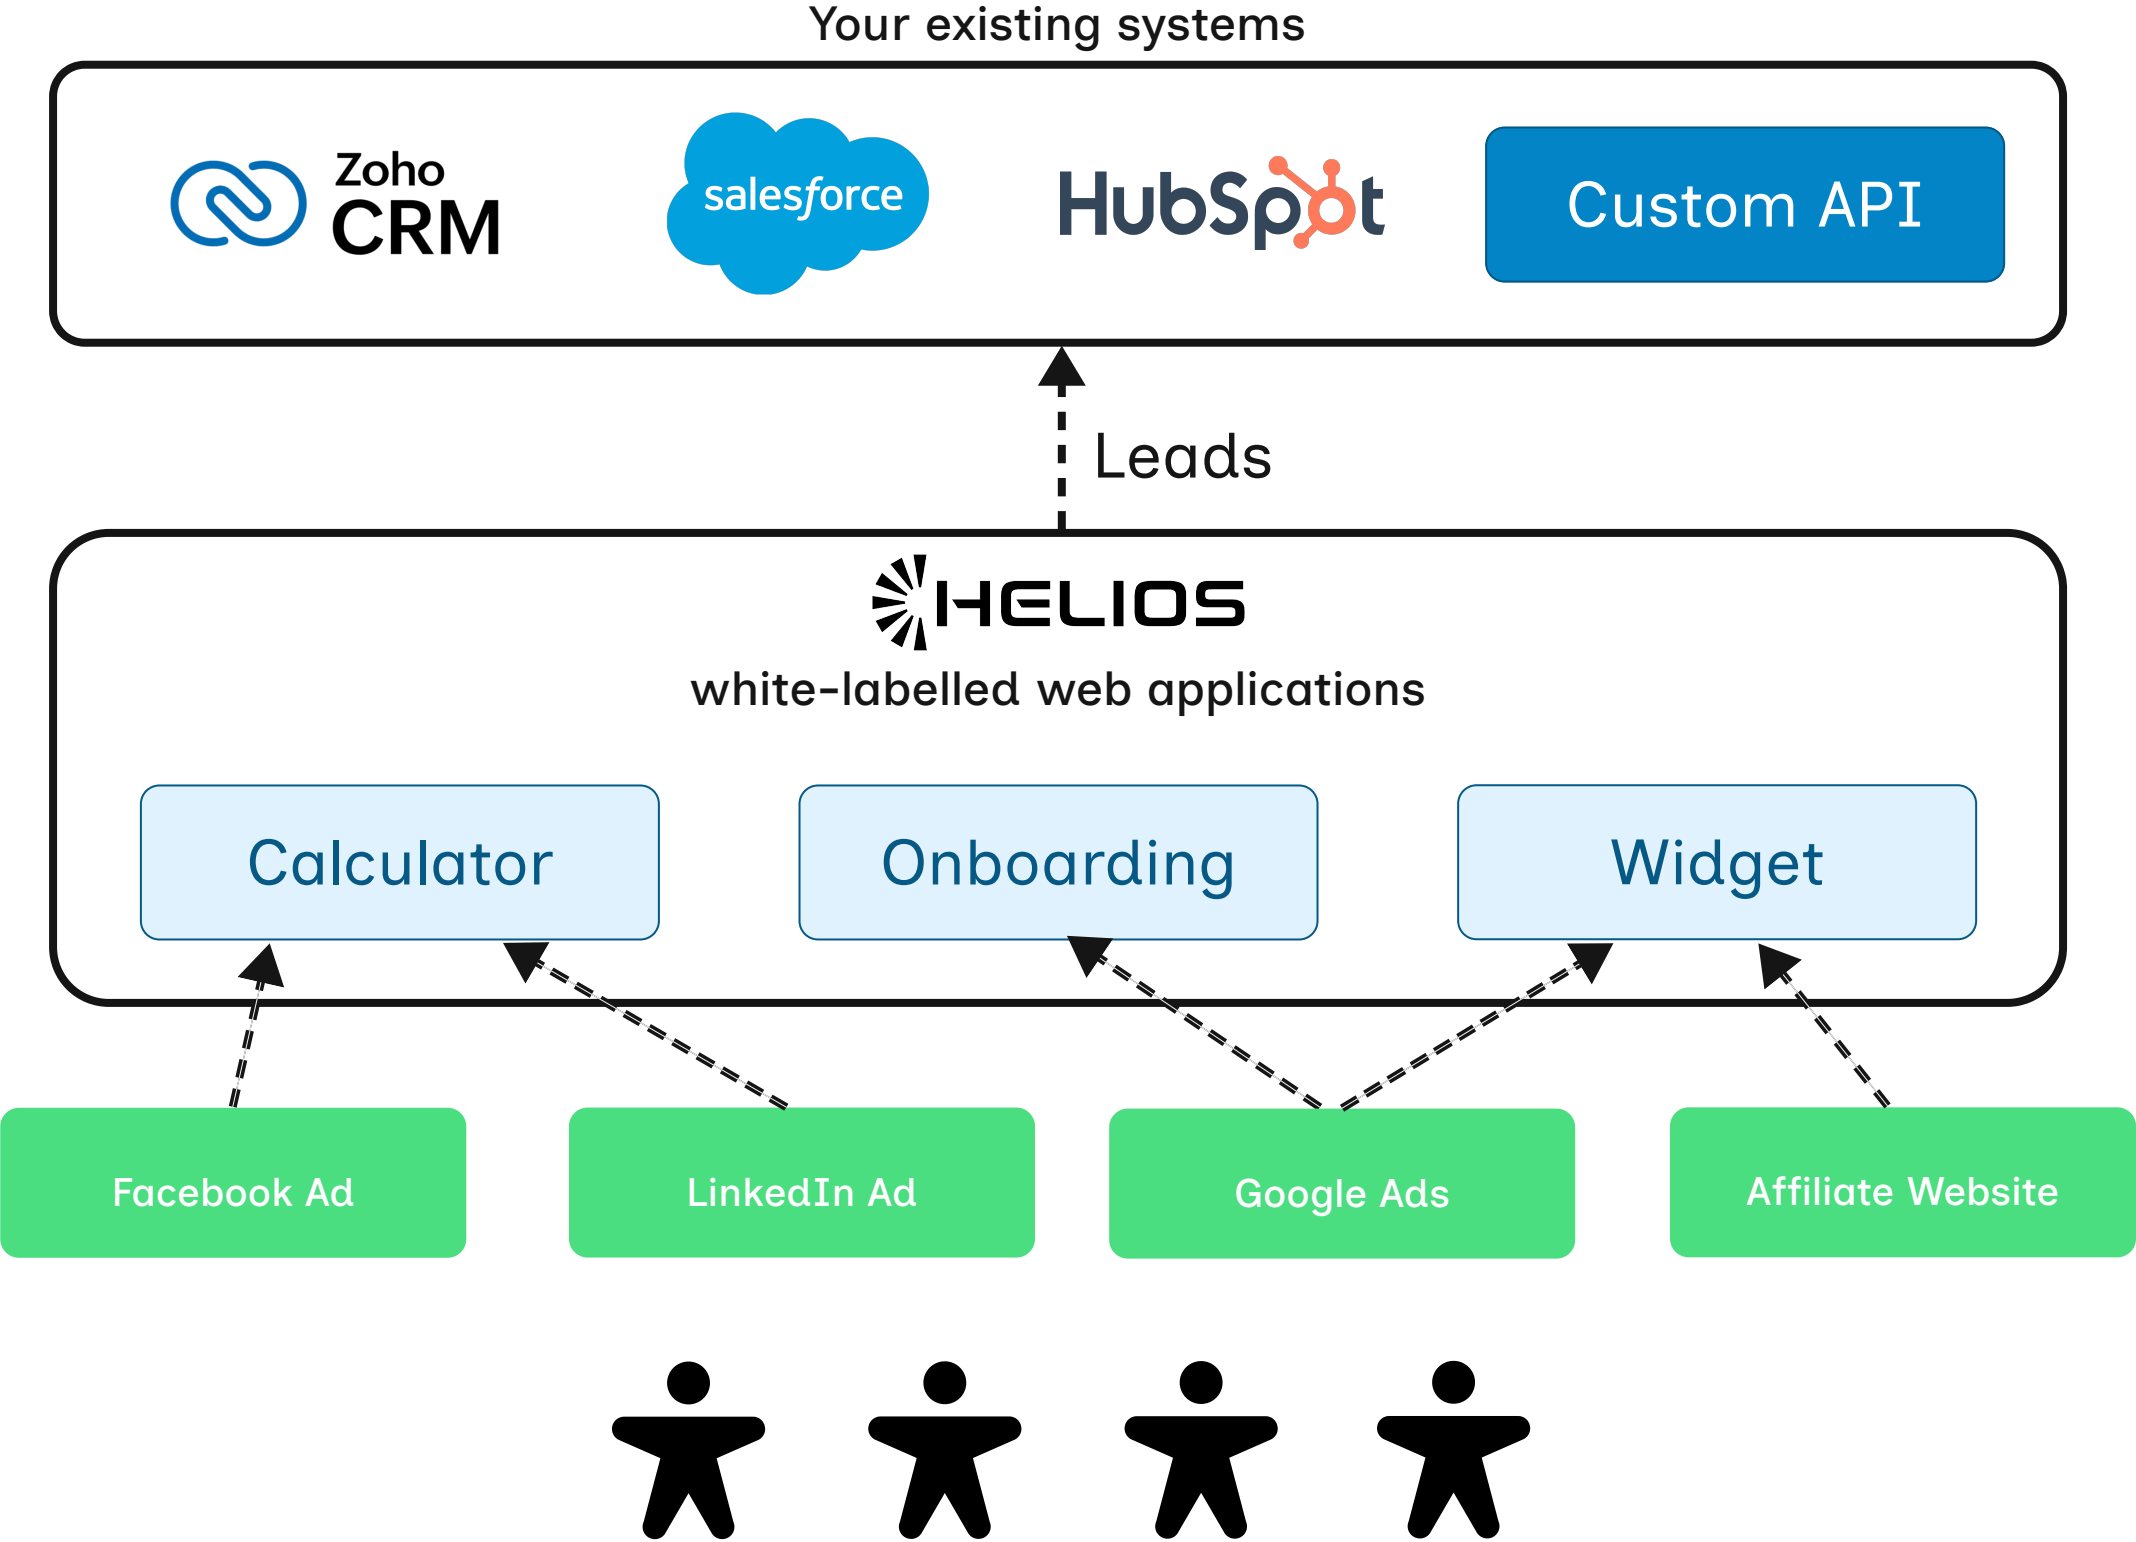 Your existing systems
Zoho
CRM
salesforce
HubSpot
Custom API
Leads
HELIOS
white-labelled web applications
Calculator
Onboarding
Widget
Facebook Ad
LinkedIn Ad
Google Ads
Affiliate Website